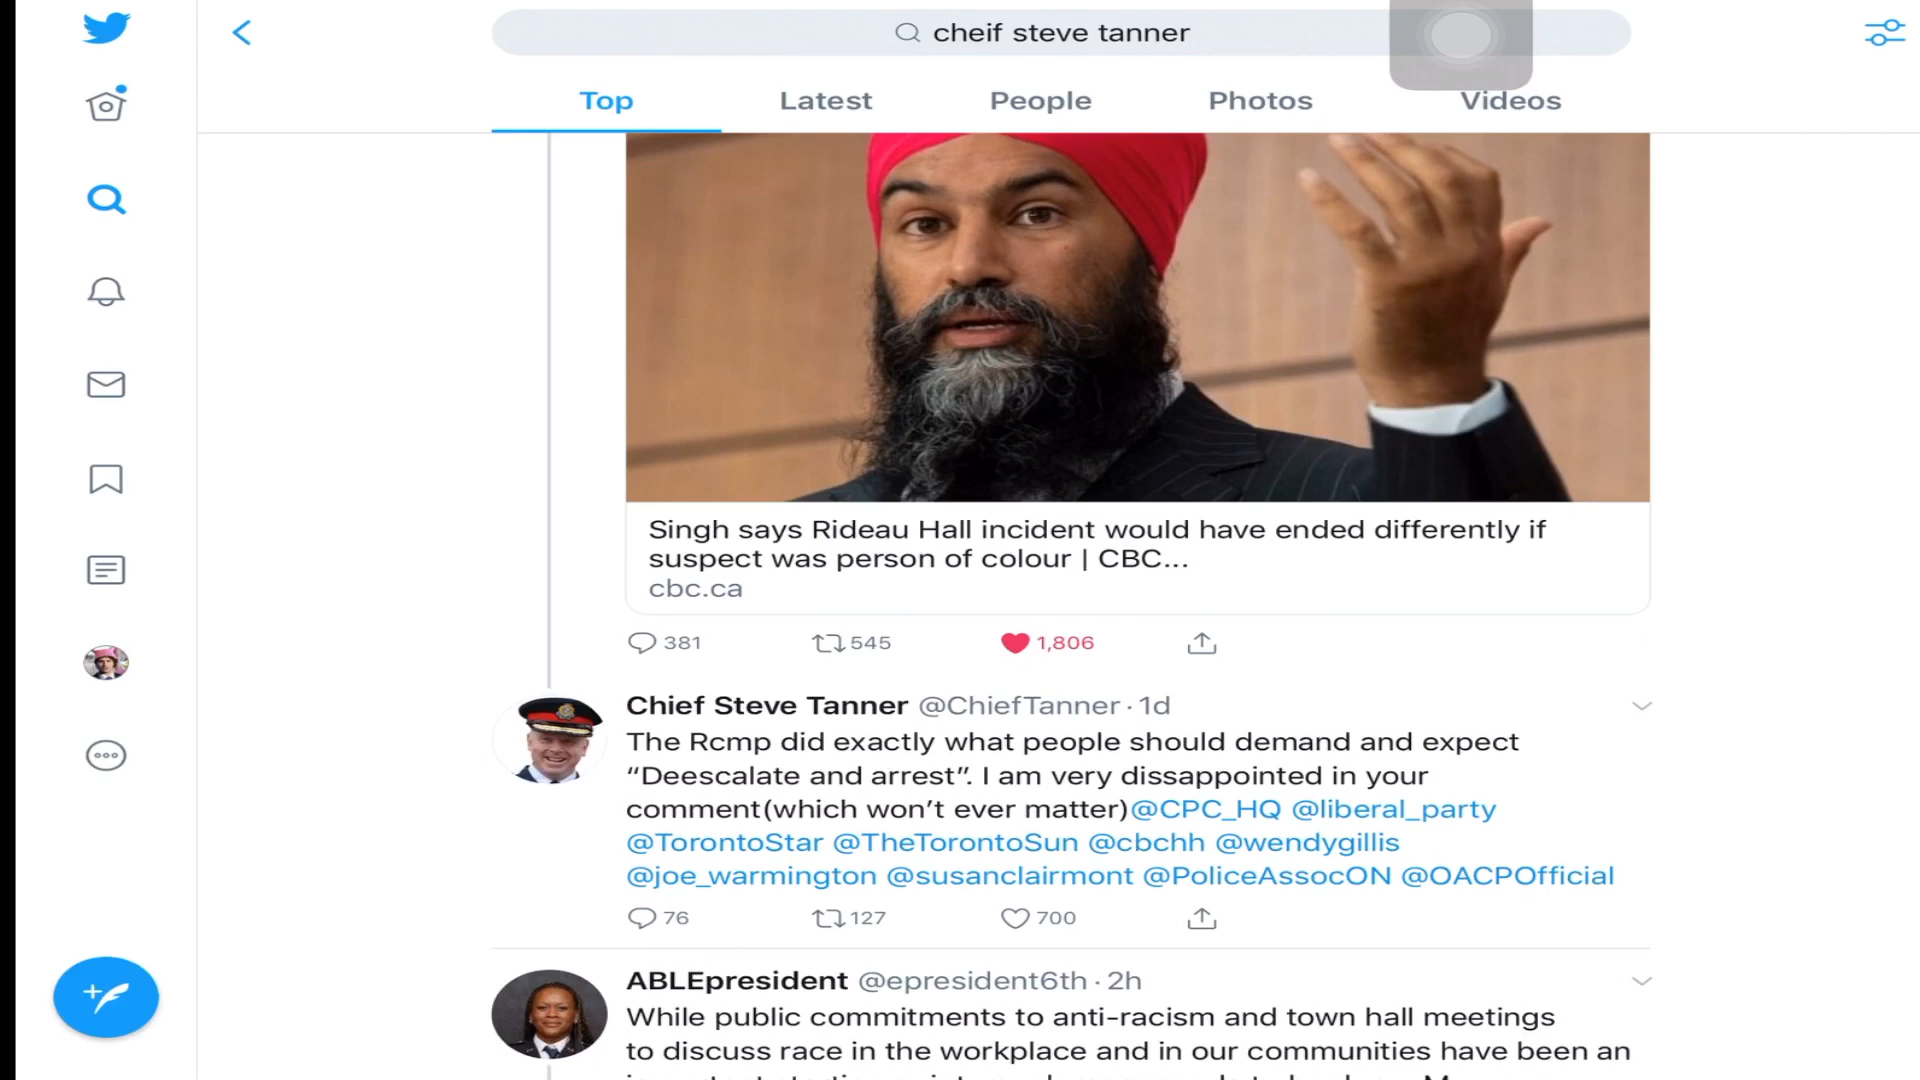 cheif steve tanner
Top Latest People Photos Videos
Singh says Rideau Hall incident would have ended differently if
suspect was person of colour | CBC...
cbc.ca
381 545 1,806
Chief Steve Tanner @ChiefTanner · 1d
The Rcmp did exactly what people should demand and expect
“Deescalate and arrest”. I am very dissappointed in your
comment(which won’t ever matter)@CPC_HQ @liberal_party
@TorontoStar @TheTorontoSun @cbchh @wendygillis
@joe_warmington @susanclairmont @PoliceAssocON @OACPOfficial
76 127 700
ABLEpresident @epresident6th · 2h
While public commitments to anti-racism and town hall meetings
to discuss race in the workplace and in our communities have been an